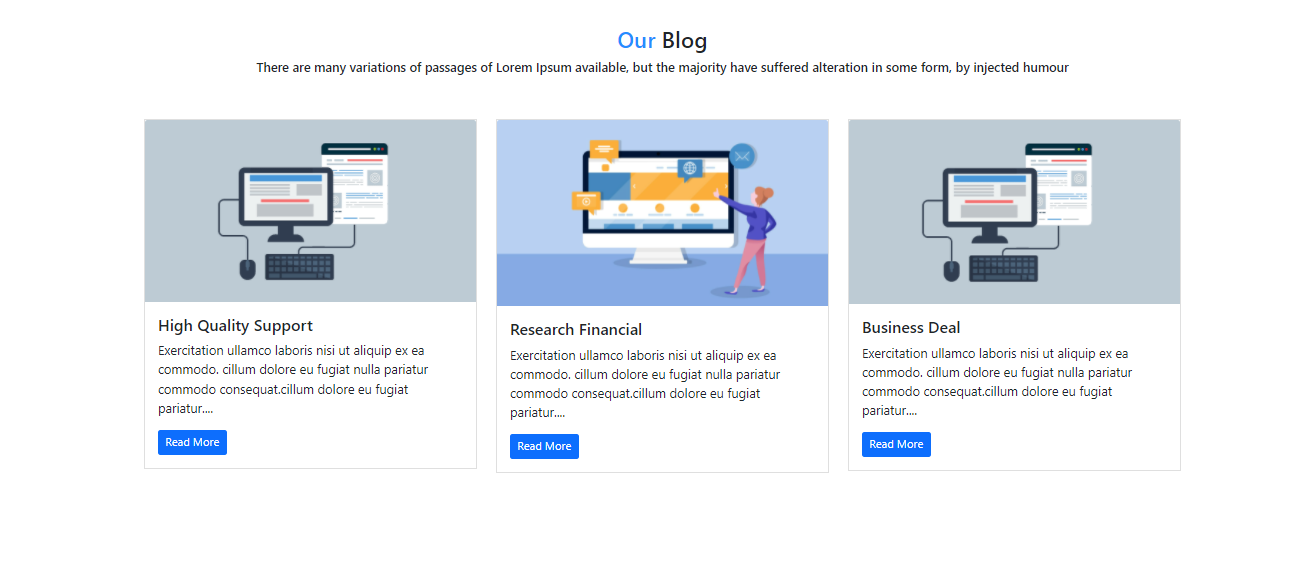 Our Blog
There are many variations of passages of Lorem Ipsum available, but the majority have suffered alteration in some form, by injected humour
High Quality Support
Exercitation ullamco laboris nisi ut aliquip ex ea
commodo. cillum dolore eu fugiat nulla pariatur
commodo consequat.cillum dolore eu fugiat
pariatur....
Read More
Research Financial
Exercitation ullamco laboris nisi ut aliquip ex ea
commodo. cillum dolore eu fugiat nulla pariatur
commodo consequat.cillum dolore eu fugiat
pariatur....
Read More
Business Deal
Exercitation ullamco laboris nisi ut aliquip ex ea
commodo. cillum dolore eu fugiat nulla pariatur
commodo consequat.cillum dolore eu fugiat
pariatur....
Read More